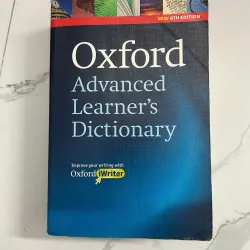 NEW 8TH EDITION
Oxford
Advanced
Learner's
Dictionary
Improve your writing with
Oxford iWriter